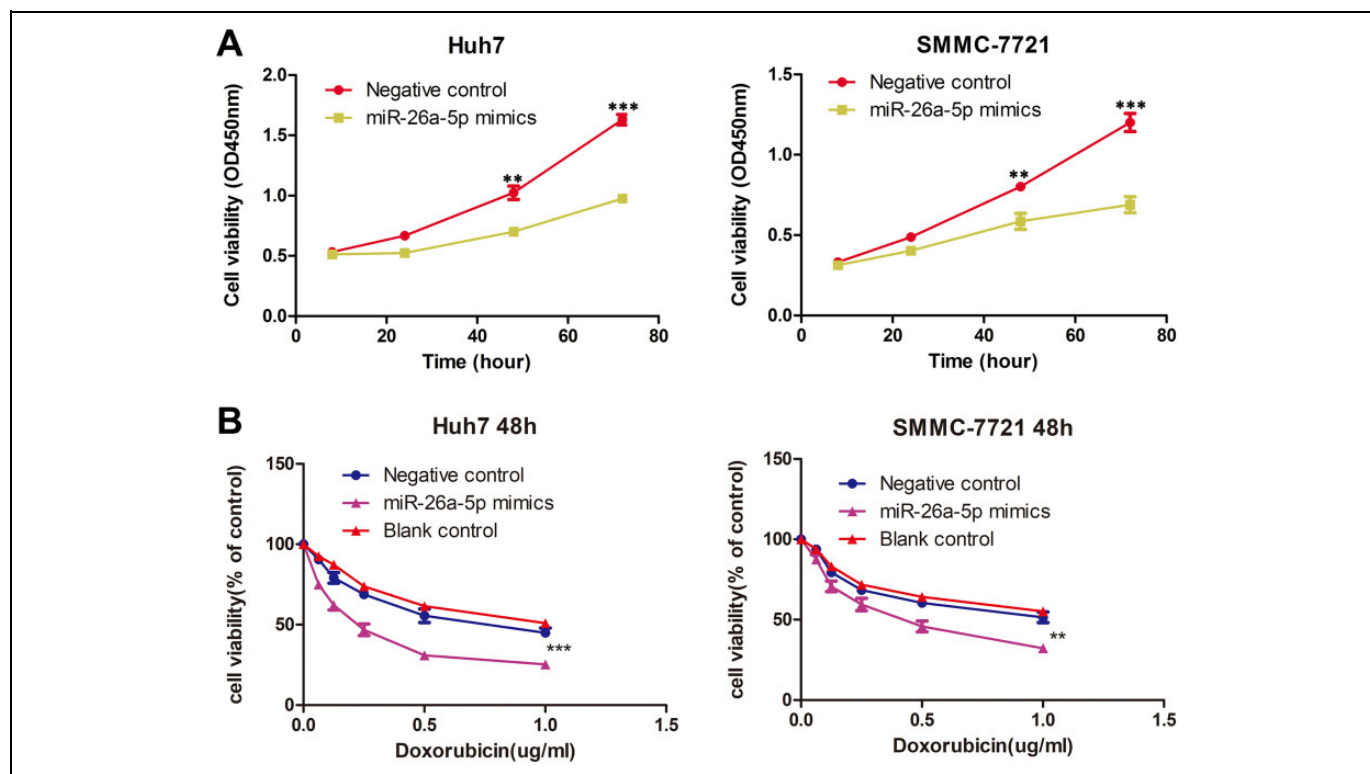 A
Huh7
Negative control
miR-26a-5p mimics
Cell viability (OD450nm)
2.0
1.5
1.0
0.5
0.0
***
**
0 20 40 60 80
Time (hour)
SMMC-7721
Negative control
miR-26a-5p mimics
Cell viability (OD450nm)
1.5
1.0
0.5
0.0
***
**
0 20 40 60 80
Time (hour)
B
Huh7 48h
Negative control
miR-26a-5p mimics
Blank control
cell viability(% of control)
150
100
50
0
***
0.0 0.5 1.0 1.5
Doxorubicin(ug/ml)
SMMC-7721 48h
Negative control
miR-26a-5p mimics
Blank control
cell viability(% of control)
150
100
50
0
**
0.0 0.5 1.0 1.5
Doxorubicin(ug/ml)